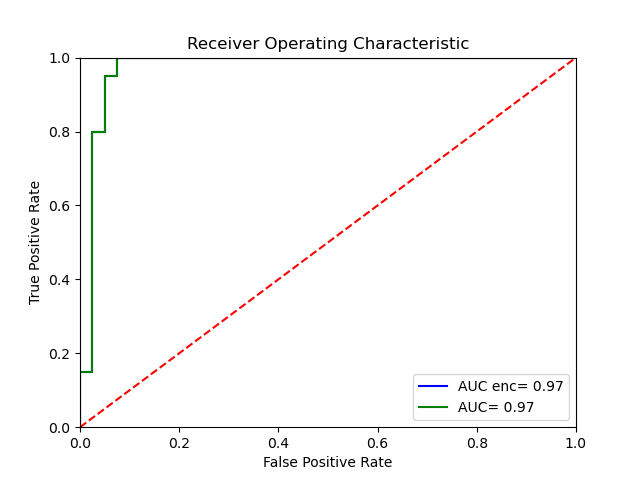 Receiver Operating Characteristic
1.0
0.8
0.6
0.4
0.2
0.0
True Positive Rate
AUC enc= 0.97
AUC= 0.97
0.0 0.2 0.4 0.6 0.8 1.0
False Positive Rate